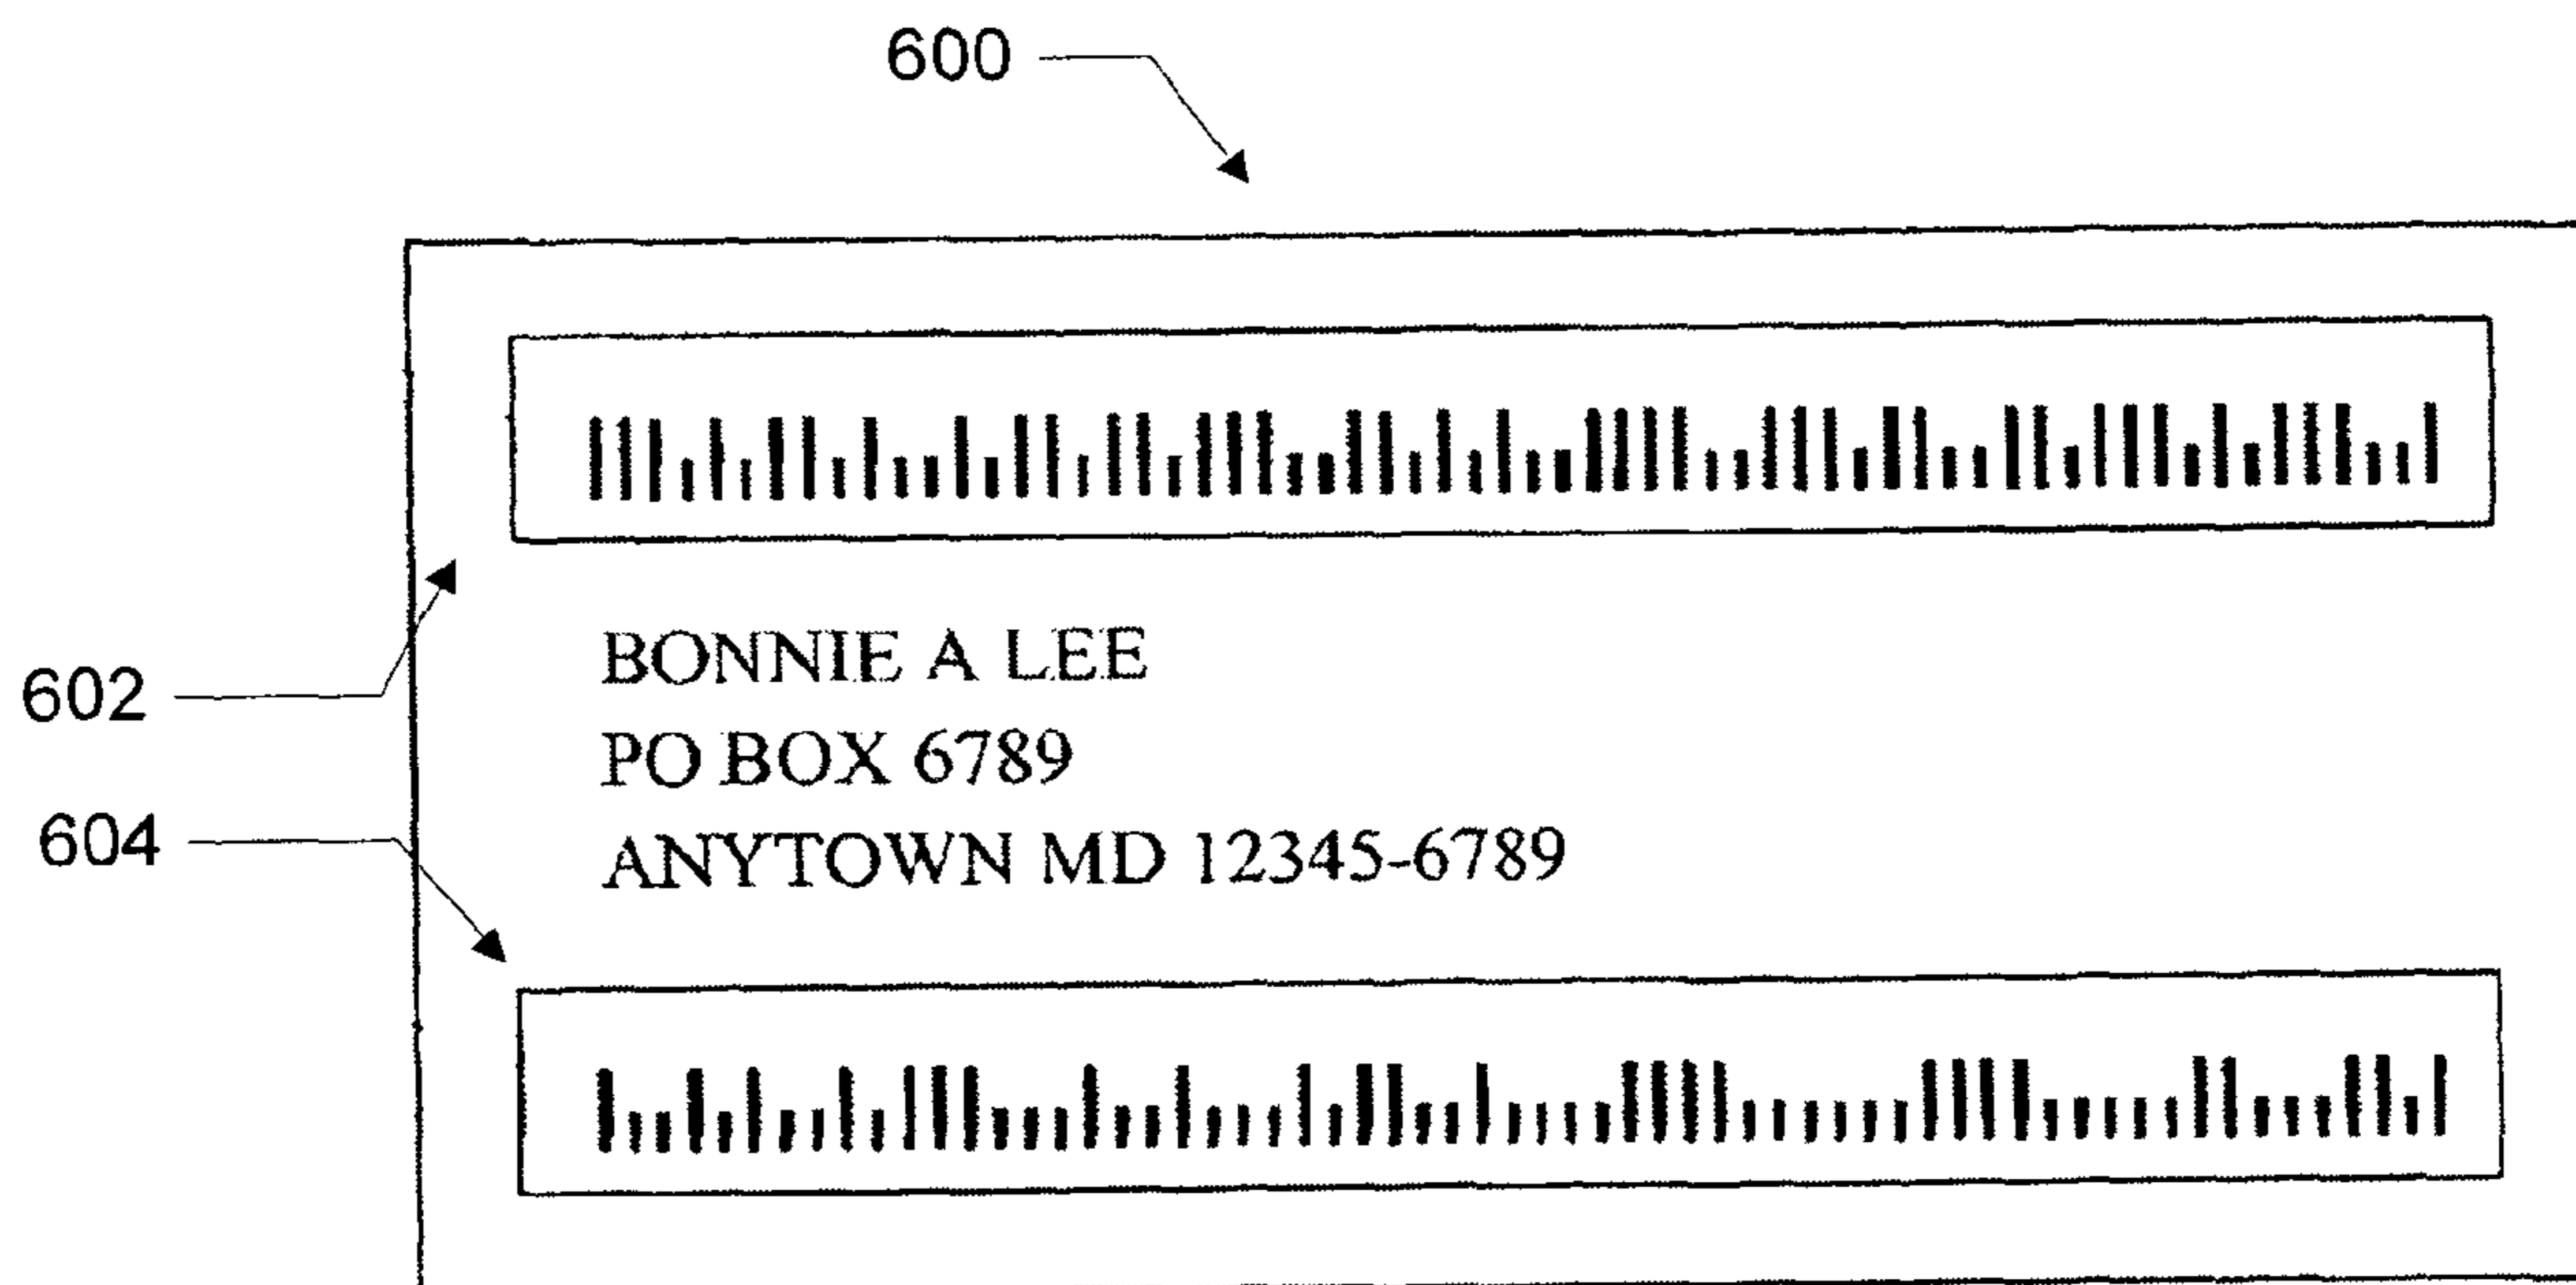 600
602
BONNIE A LEE
PO BOX 6789
604
ANYTOWN MD 12345-6789